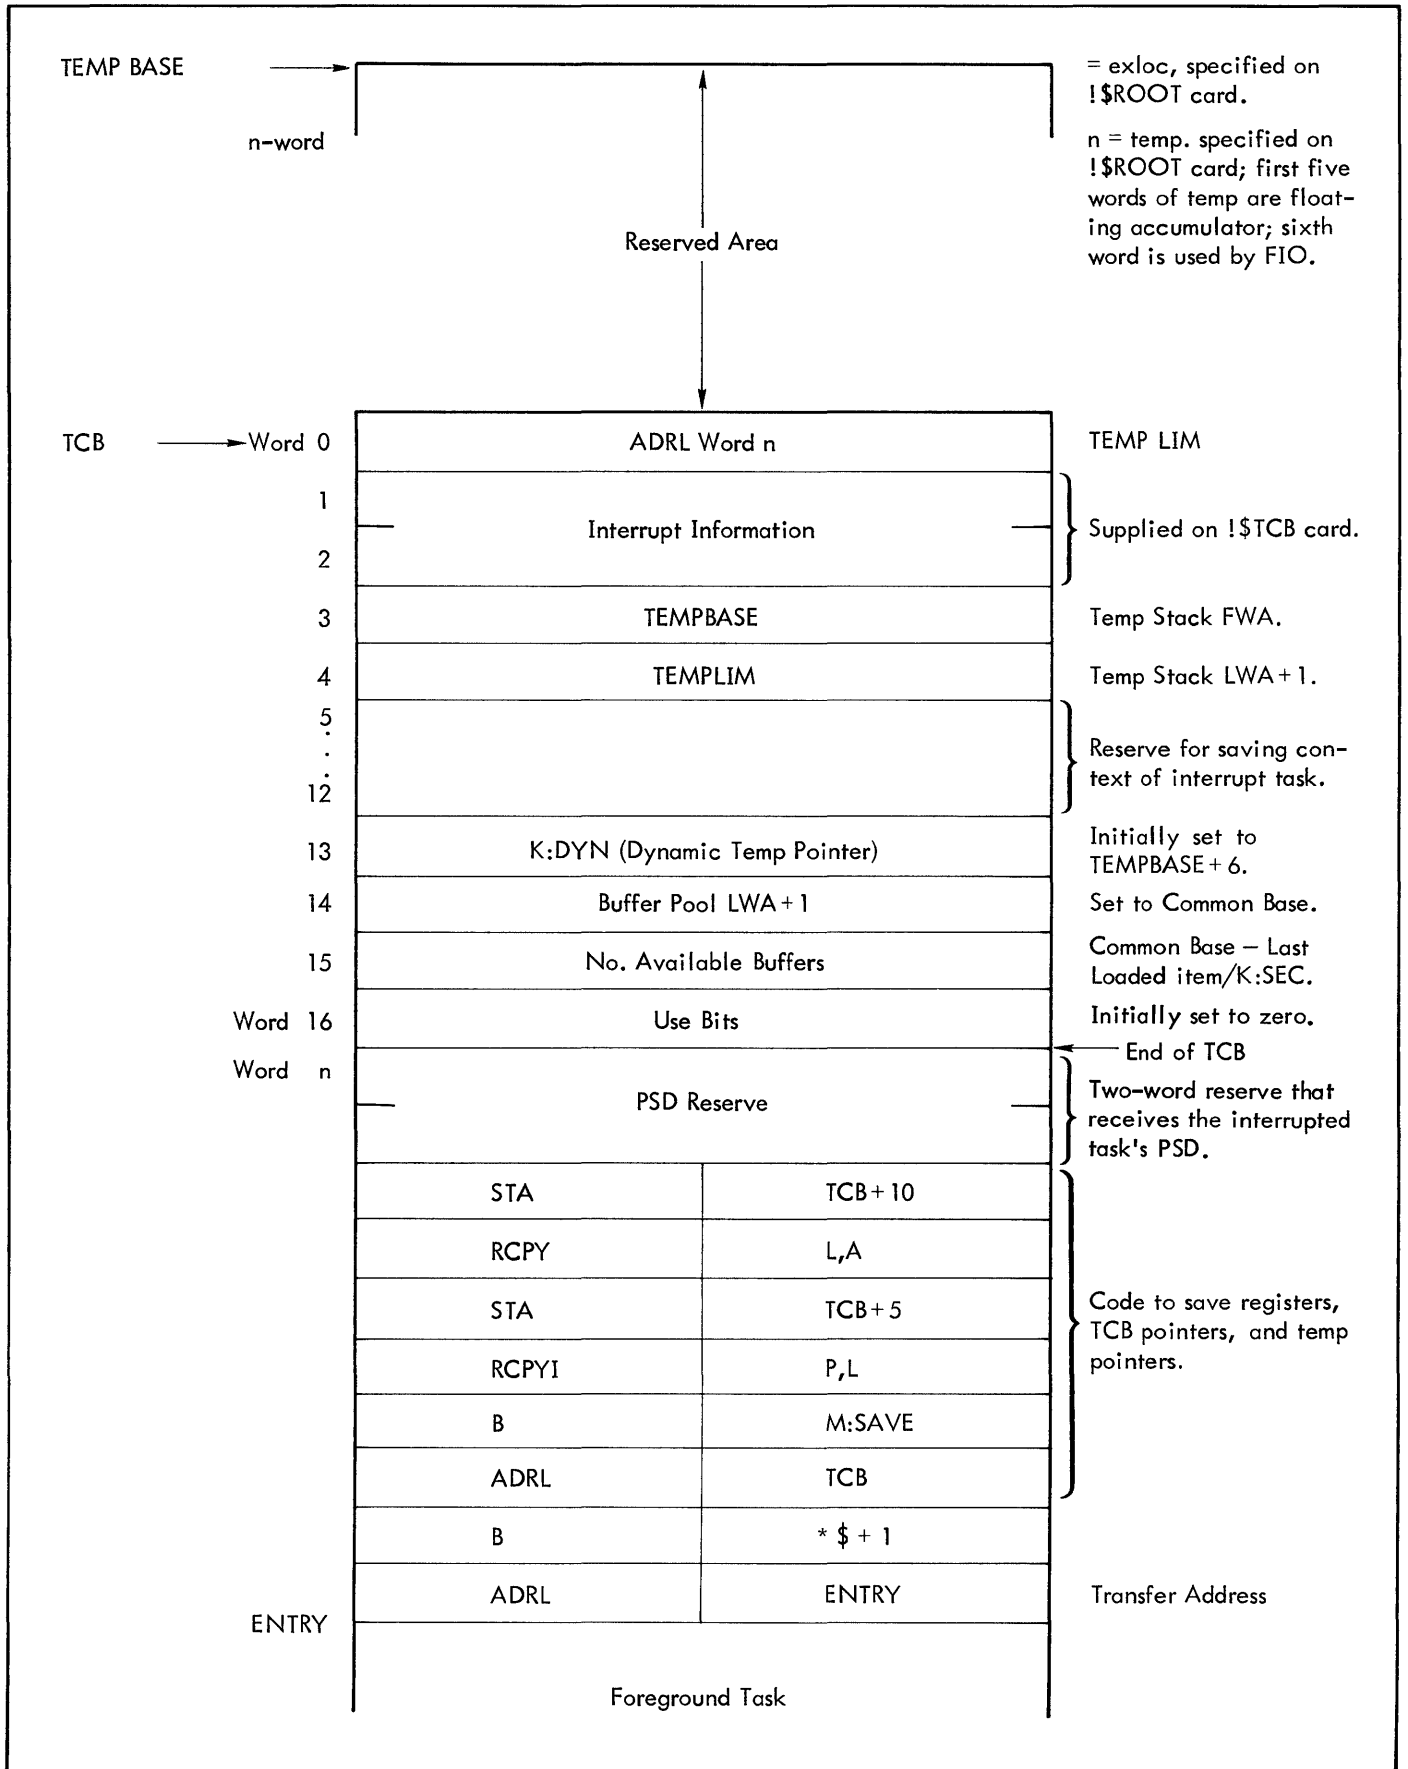 TEMP BASE
= exloc, specified on
!$ROOT card.
n-word
n = temp. specified on
!$ROOT card; first five
words of temp are float-
ing accumulator; sixth
word is used by FIO.
Reserved Area
TCB Word 0 ADRL Word n TEMP LIM
1
Interrupt Information Supplied on !$TCB card.
2
3 TEMPBASE Temp Stack FWA.
4 TEMPLIM Temp Stack LWA+1.
5
.
.
.
12
Reserve for saving con-
text of interrupt task.
13 K:DYN (Dynamic Temp Pointer) Initially set to
TEMPBASE+6.
14 Buffer Pool LWA+1 Set to Common Base.
15 No. Available Buffers Common Base – Last
Loaded item/K:SEC.
Word 16 Use Bits Initially set to zero.
End of TCB
Word n
PSD Reserve
Two-word reserve that
receives the interrupted
task's PSD.
STA TCB+10
RCPY L,A
STA TCB+5
RCPYI P,L
B M:SAVE
ADRL TCB
Code to save registers,
TCB pointers, and temp
pointers.
B * $ + 1
ADRL ENTRY Transfer Address
ENTRY
Foreground Task